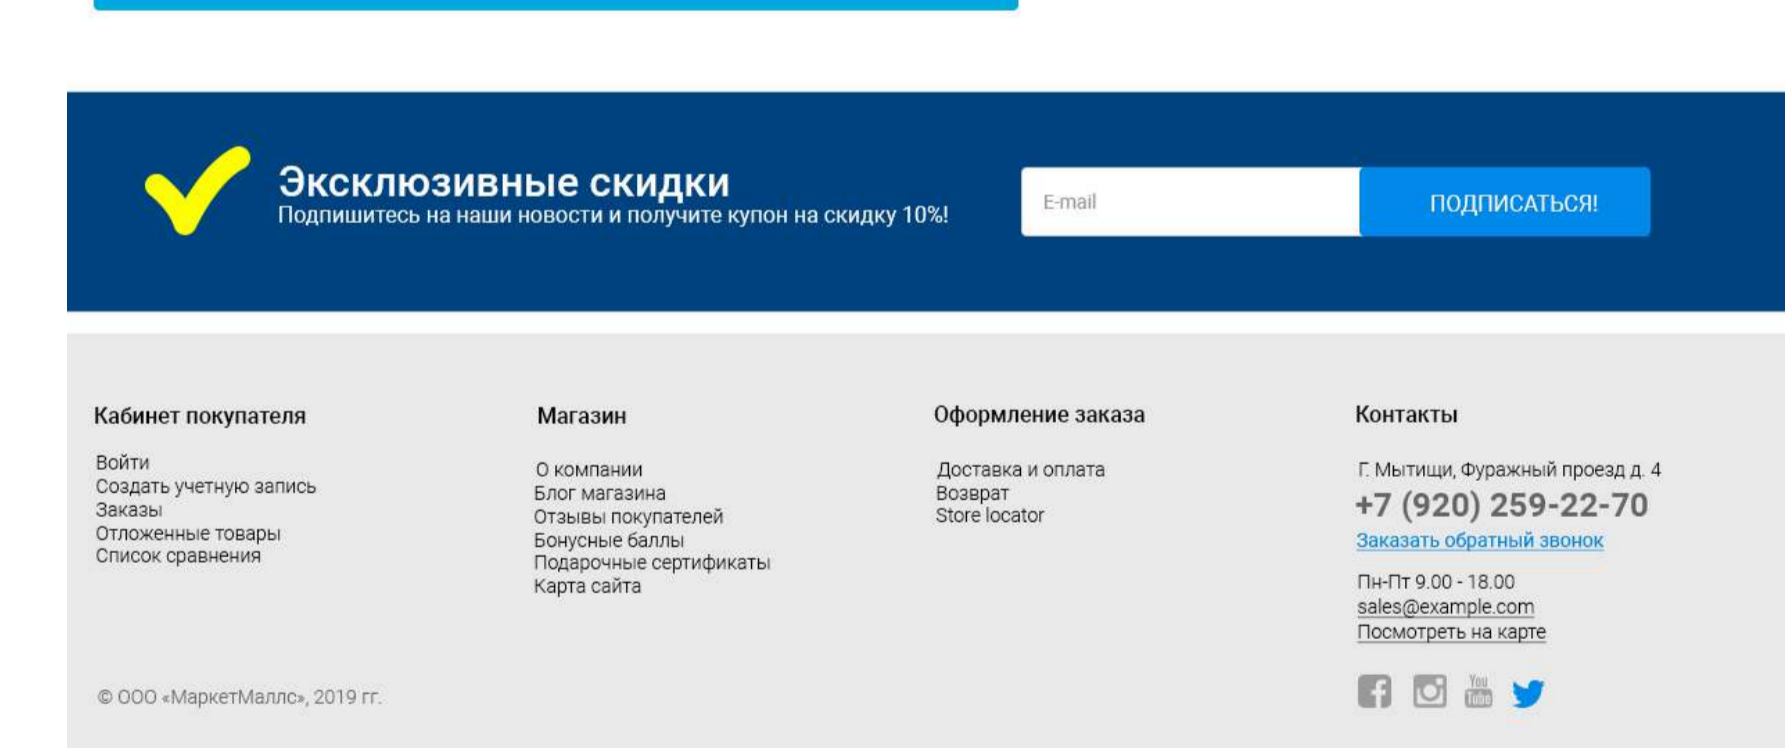 Эксклюзивные скидки
Подпишитесь на наши новости и получите купон на скидку 10%!
E-mail
ПОДПИСАТЬСЯ!
Кабинет покупателя
Войти
Создать учетную запись
Заказы
Отложенные товары
Список сравнения
Магазин
О компании
Блог магазина
Отзывы покупателей
Бонусные баллы
Подарочные сертификаты
Карта сайта
Оформление заказа
Доставка и оплата
Возврат
Store locator
Контакты
Г. Мытищи, Фуражный проезд д. 4
+7 (920) 259-22-70
Заказать обратный звонок
Пн-Пт 9.00 - 18.00
sales@example.com
Посмотреть на карте
You
Tube
© ООО «МаркетМаллс», 2019 гг.